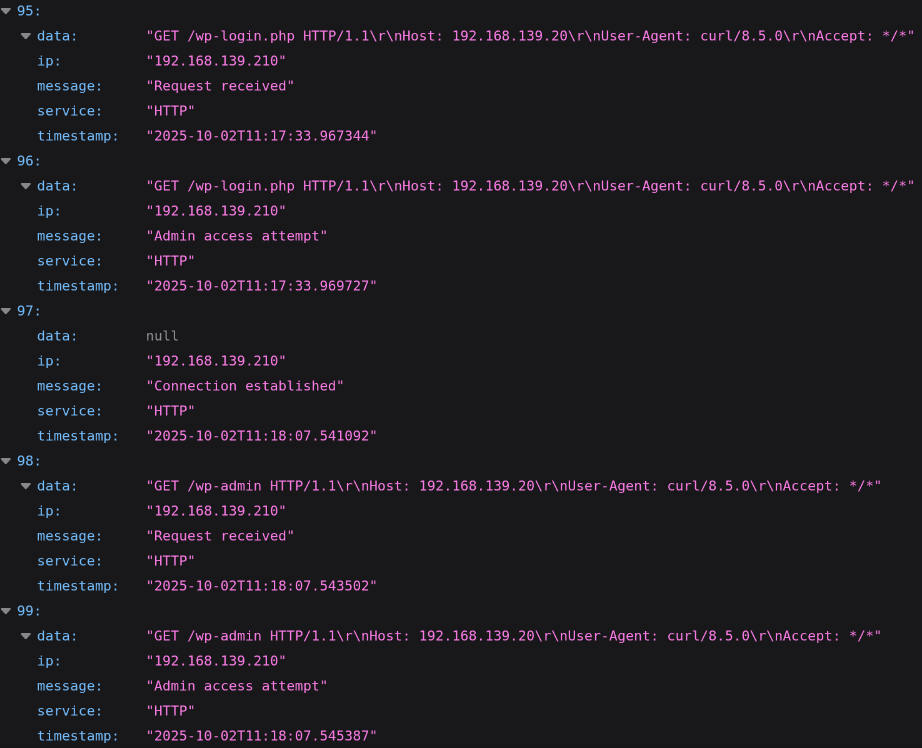 95:
data: "GET /wp-login.php HTTP/1.1\r\nHost: 192.168.139.20\r\nUser-Agent: curl/8.5.0\r\nAccept: */*"
ip: "192.168.139.210"
message: "Request received"
service: "HTTP"
timestamp: "2025-10-02T11:17:33.967344"
96:
data: "GET /wp-login.php HTTP/1.1\r\nHost: 192.168.139.20\r\nUser-Agent: curl/8.5.0\r\nAccept: */*"
ip: "192.168.139.210"
message: "Admin access attempt"
service: "HTTP"
timestamp: "2025-10-02T11:17:33.969727"
97:
data: null
ip: "192.168.139.210"
message: "Connection established"
service: "HTTP"
timestamp: "2025-10-02T11:18:07.541092"
98:
data: "GET /wp-admin HTTP/1.1\r\nHost: 192.168.139.20\r\nUser-Agent: curl/8.5.0\r\nAccept: */*"
ip: "192.168.139.210"
message: "Request received"
service: "HTTP"
timestamp: "2025-10-02T11:18:07.543502"
99:
data: "GET /wp-admin HTTP/1.1\r\nHost: 192.168.139.20\r\nUser-Agent: curl/8.5.0\r\nAccept: */*"
ip: "192.168.139.210"
message: "Admin access attempt"
service: "HTTP"
timestamp: "2025-10-02T11:18:07.545387"